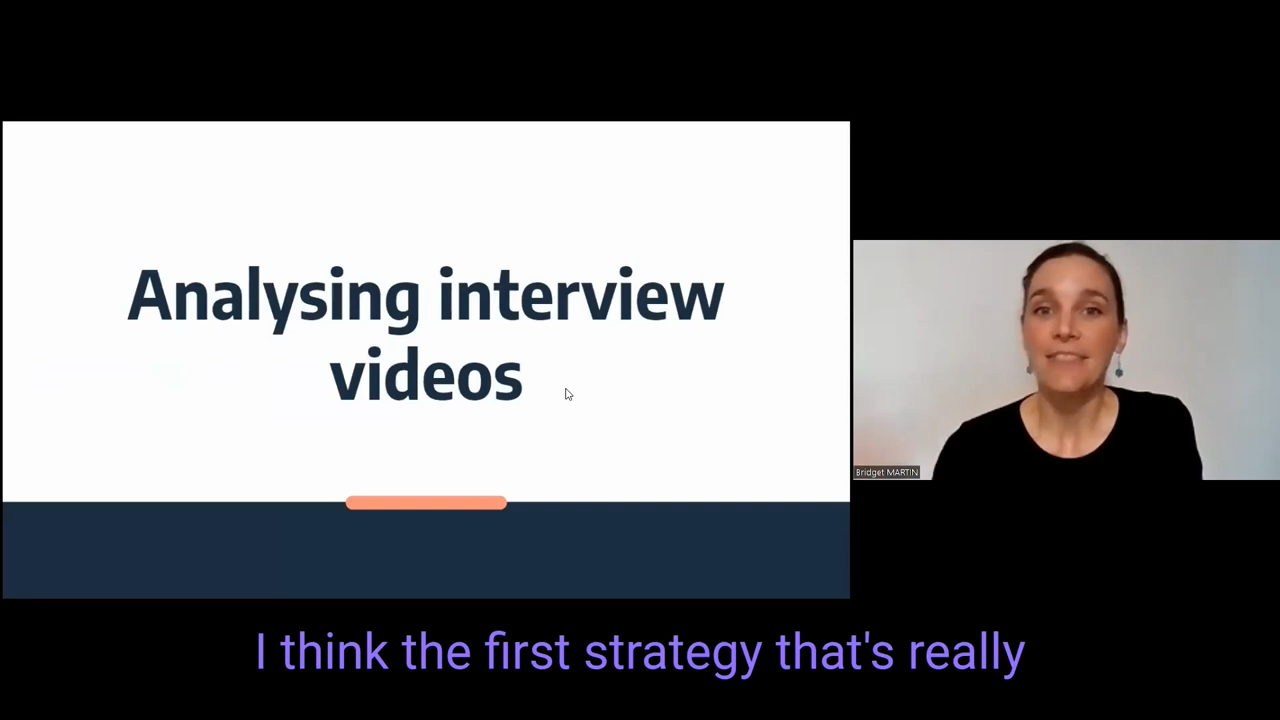 Analysing interview
videos
Bridget MARTIN
I think the first strategy that's really